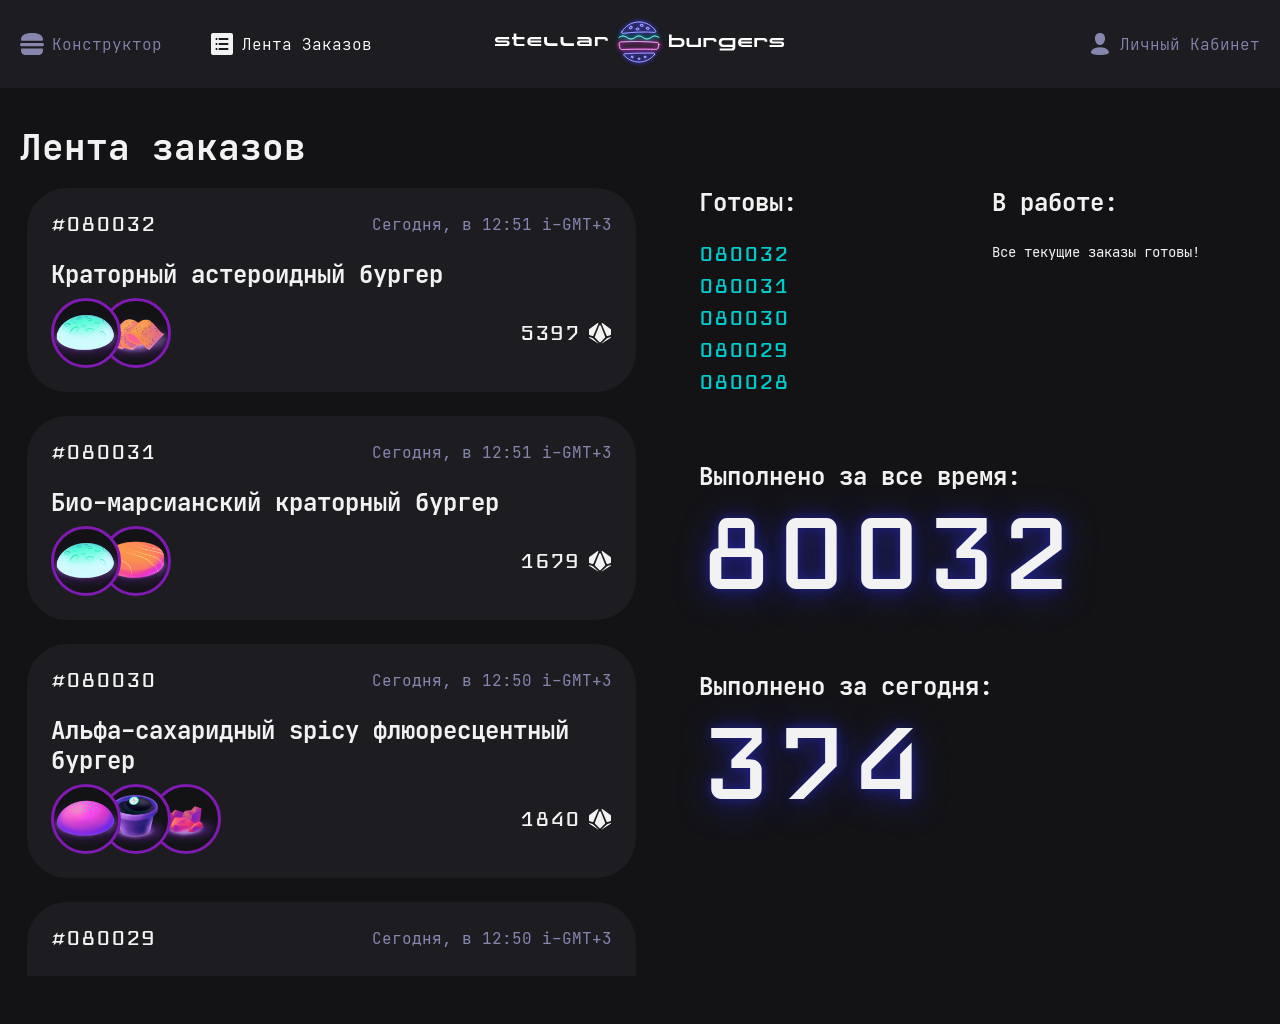 Конструктор
Лента Заказов
stellar burgers
Личный Кабинет
Лента заказов
#080032
Сегодня, в 12:51 i-GMT+3
Краторный астероидный бургер
5397
#080031
Сегодня, в 12:51 i-GMT+3
Био-марсианский краторный бургер
1679
#080030
Сегодня, в 12:50 i-GMT+3
Альфа-сахаридный spicy флюоресцентный
бургер
1840
#080029
Сегодня, в 12:50 i-GMT+3
Готовы:
080032
080031
080030
080029
080028
В работе:
Все текущие заказы готовы!
Выполнено за все время:
80032
Выполнено за сегодня:
374